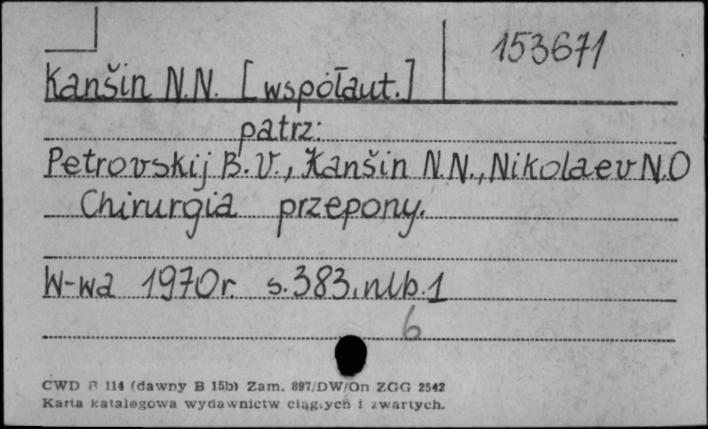 153671
Kanšin N.N. [współaut.]
patrz:
Petrovskij B.V., Kanšin N.N., Nikolaev N.O
Chirurgia przepony.
W-wa 1970r. s.383, nlb.1
6
CWD B 114 (dawny B 15b) Zam. 897/DW/On ZGG 2542
Karta katalogowa wydawnictw ciągłych i zwartych.